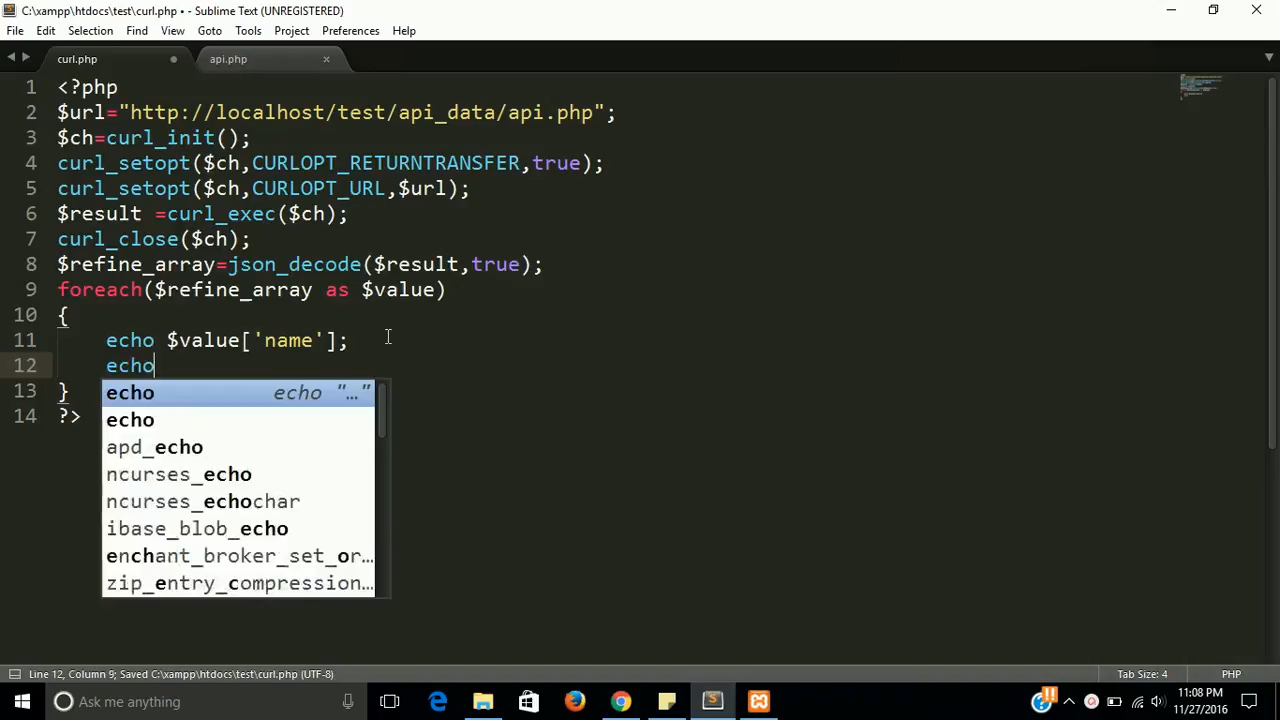 C:\xampp\htdocs\test\curl.php • - Sublime Text (UNREGISTERED)
File Edit Selection Find View Goto Tools Project Preferences Help
curl.php api.php
1 <?php
2 $url="http://localhost/test/api_data/api.php";
3 $ch=curl_init();
4 curl_setopt($ch,CURLOPT_RETURNTRANSFER,true);
5 curl_setopt($ch,CURLOPT_URL,$url);
6 $result =curl_exec($ch);
7 curl_close($ch);
8 $refine_array=json_decode($result,true);
9 foreach($refine_array as $value)
10 {
11 echo $value['name'];
12 echo
13 }
14 ?>
echo echo "…"
echo
apd_echo
ncurses_echo
ncurses_echochar
ibase_blob_echo
enchant_broker_set_or…
zip_entry_compression…
Line 12, Column 9; Saved C:\xampp\htdocs\test\curl.php (UTF-8) Tab Size: 4 PHP
Ask me anything
11:08 PM
11/27/2016